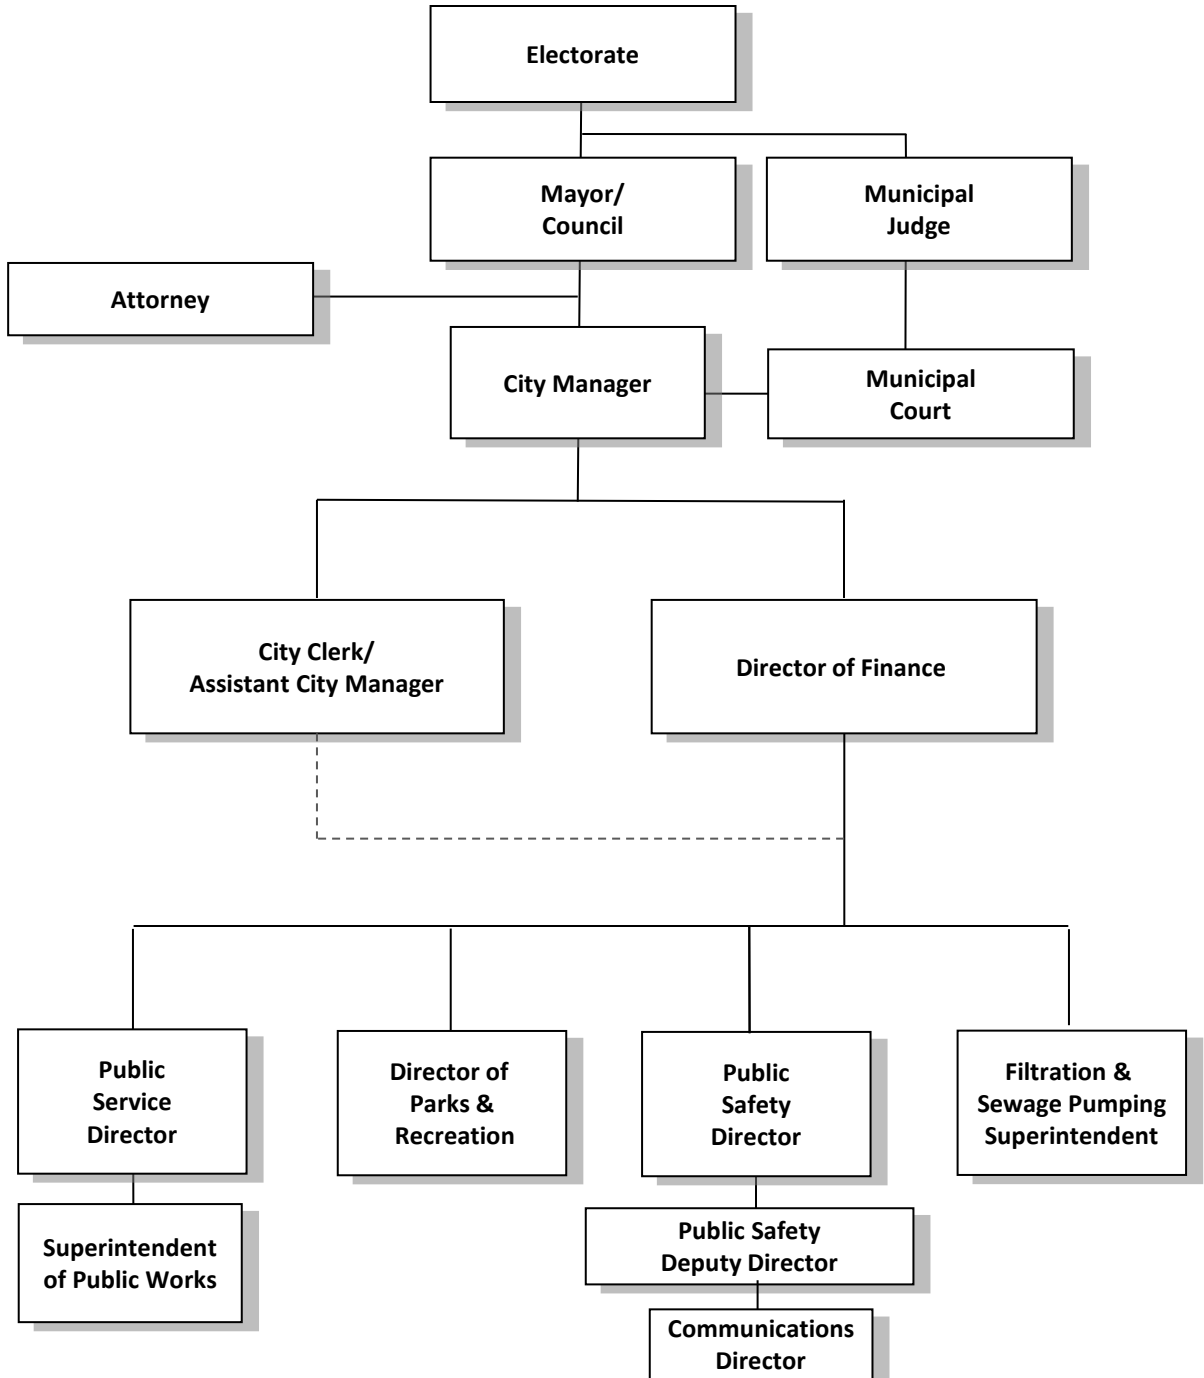 Electorate
Mayor/
Council
Municipal
Judge
Attorney
City Manager
Municipal
Court
City Clerk/
Assistant City Manager
Director of Finance
Public
Service
Director
Director of
Parks &
Recreation
Public
Safety
Director
Filtration &
Sewage Pumping
Superintendent
Superintendent
of Public Works
Public Safety
Deputy Director
Communications
Director